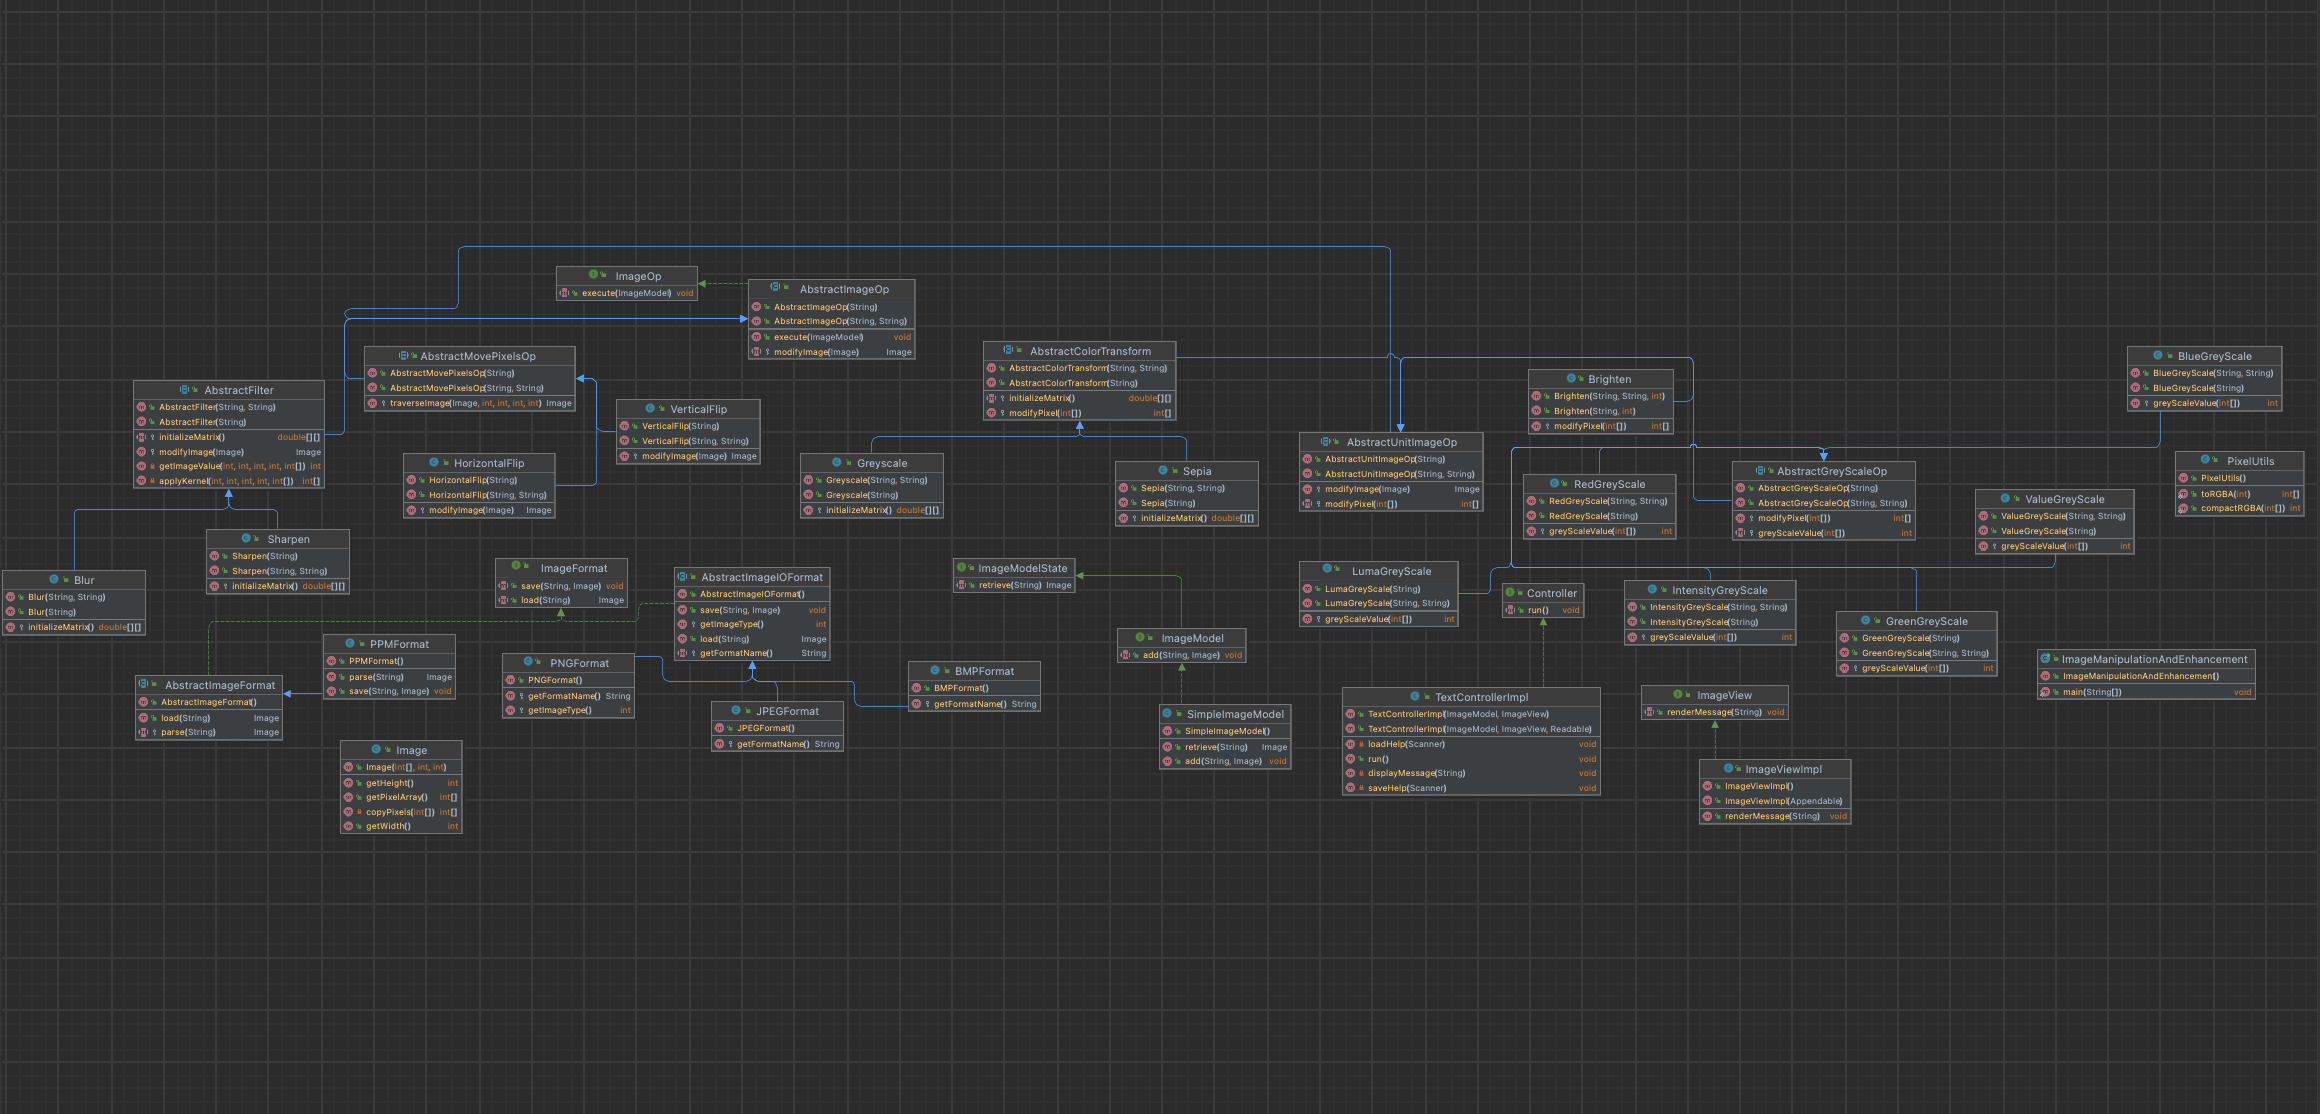 ImageOp
execute(ImageModel) void
AbstractImageOp
AbstractImageOp(String)
AbstractImageOp(String, String)
execute(ImageModel) void
modifyImage(Image) Image
AbstractMovePixelsOp
AbstractMovePixelsOp(String)
AbstractMovePixelsOp(String, String)
traverseImage(Image, int, int, int, int) Image
AbstractFilter
AbstractFilter(String, String)
AbstractFilter(String)
initializeMatrix() double[][]
modifyImage(Image) Image
getImageValue(int, int, int, int, int[]) int
applyKernel(int, int, int, int, int[]) int[]
VerticalFlip
VerticalFlip(String)
VerticalFlip(String, String)
modifyImage(Image) Image
HorizontalFlip
HorizontalFlip(String)
HorizontalFlip(String, String)
modifyImage(Image) Image
AbstractColorTransform
AbstractColorTransform(String, String)
AbstractColorTransform(String)
initializeMatrix() double[][]
modifyPixel(int[]) int[]
Greyscale
Greyscale(String, String)
Greyscale(String)
initializeMatrix() double[][]
Sepia
Sepia(String, String)
Sepia(String)
initializeMatrix() double[][]
AbstractUnitImageOp
AbstractUnitImageOp(String)
AbstractUnitImageOp(String, String)
modifyImage(Image) Image
modifyPixel(int[]) int[]
Brighten
Brighten(String, String, int)
Brighten(String, int)
modifyPixel(int[]) int[]
RedGreyScale
RedGreyScale(String, String)
RedGreyScale(String)
greyScaleValue(int[]) int
AbstractGreyScaleOp
AbstractGreyScaleOp(String)
AbstractGreyScaleOp(String, String)
modifyPixel(int[]) int[]
greyScaleValue(int[]) int
BlueGreyScale
BlueGreyScale(String, String)
BlueGreyScale(String)
greyScaleValue(int[]) int
ValueGreyScale
ValueGreyScale(String, String)
ValueGreyScale(String)
greyScaleValue(int[]) int
PixelUtils
PixelUtils()
toRGBA(int) int[]
compactRGBA(int[]) int
Sharpen
Sharpen(String)
Sharpen(String, String)
initializeMatrix() double[][]
Blur
Blur(String, String)
Blur(String)
initializeMatrix() double[][]
ImageFormat
save(String, Image) void
load(String) Image
AbstractImageIOFormat
AbstractImageIOFormat()
save(String, Image) void
getImageType() int
load(String) Image
getFormatName() String
ImageModelState
retrieve(String) Image
LumaGreyScale
LumaGreyScale(String)
LumaGreyScale(String, String)
greyScaleValue(int[]) int
Controller
run() void
IntensityGreyScale
IntensityGreyScale(String, String)
IntensityGreyScale(String)
greyScaleValue(int[]) int
GreenGreyScale
GreenGreyScale(String)
GreenGreyScale(String, String)
greyScaleValue(int[]) int
PPMFormat
PPMFormat()
parse(String) Image
save(String, Image) void
AbstractImageFormat
AbstractImageFormat()
load(String) Image
parse(String) Image
PNGFormat
PNGFormat()
getFormatName() String
getImageType() int
JPEGFormat
JPEGFormat()
getFormatName() String
BMPFormat
BMPFormat()
getFormatName() String
ImageModel
add(String, Image) void
SimpleImageModel
SimpleImageModel()
retrieve(String) Image
add(String, Image) void
TextControllerImpl
TextControllerImpl(ImageModel, ImageView)
TextControllerImpl(ImageModel, ImageView, Readable)
loadHelp(Scanner) void
run() void
displayMessage(String) void
saveHelp(Scanner) void
ImageView
renderMessage(String) void
ImageViewImpl
ImageViewImpl()
ImageViewImpl(Appendable)
renderMessage(String) void
ImageManipulationAndEnhancement
ImageManipulationAndEnhancement()
main(String[]) void
Image
Image(int[], int, int)
getHeight() int
getPixelArray() int[]
copyPixels(int[]) int[]
getWidth() int